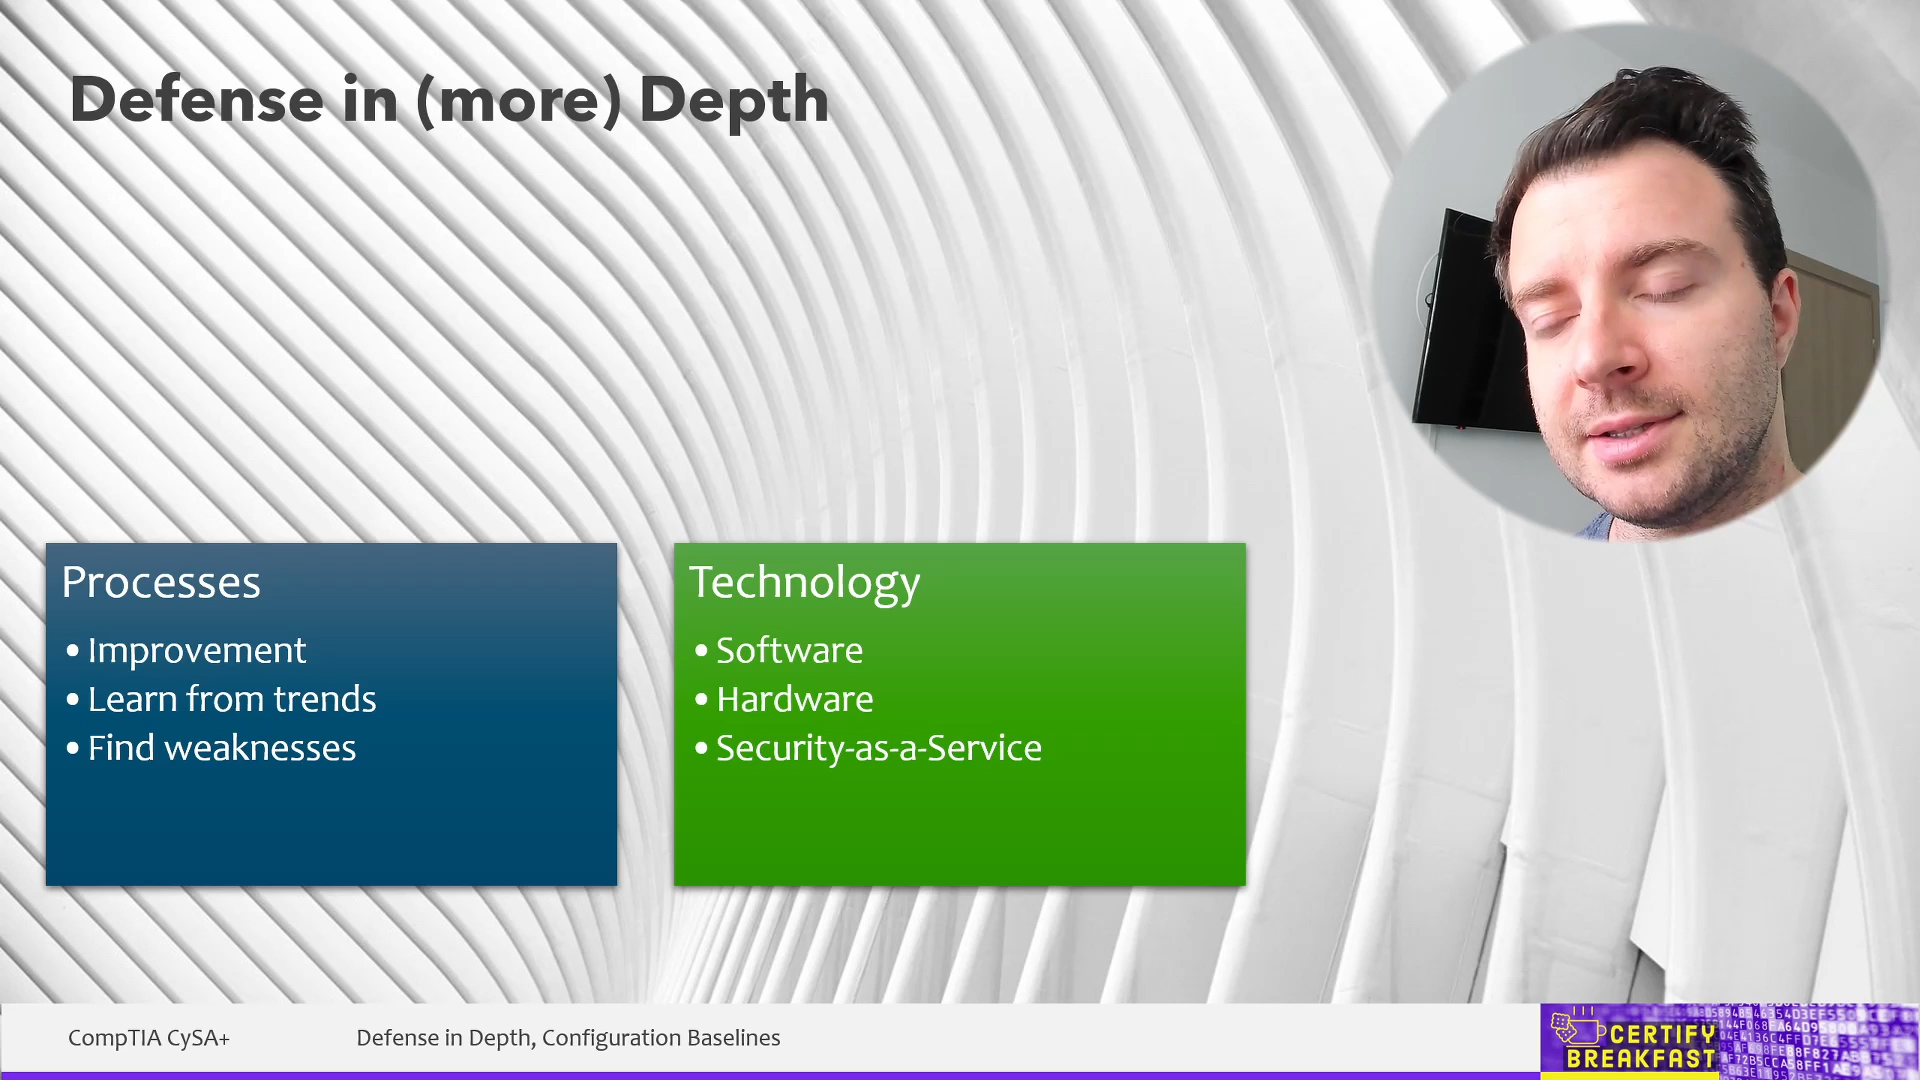 Defense in (more) Depth
Processes
• Improvement
• Learn from trends
• Find weaknesses
Technology
• Software
• Hardware
• Security-as-a-Service
CompTIA CySA+
Defense in Depth, Configuration Baselines
CERTIFY
BREAKFAST